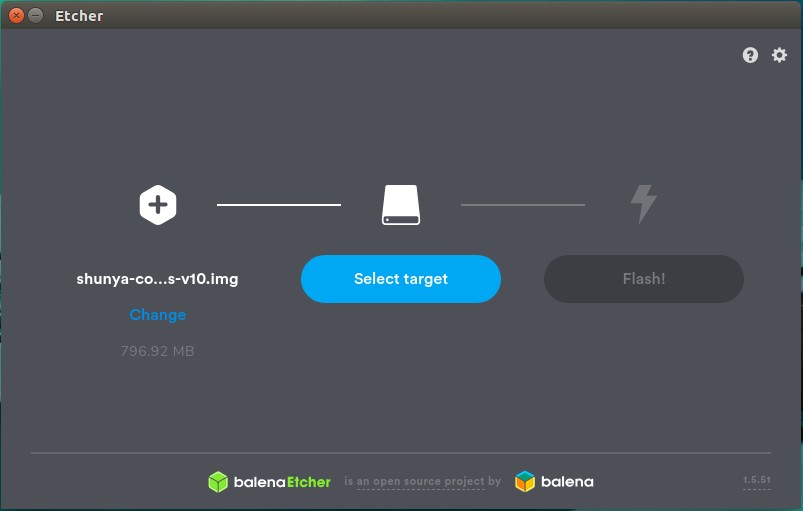 Etcher
shunya-co...s-v10.img
Select target
Flash!
Change
796.92 MB
balenaEtcher is an open source project by balena 1.5.51